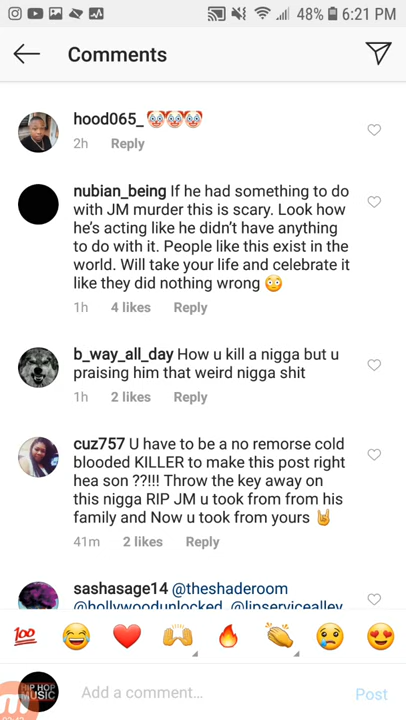 48% 6:21 PM
Comments
hood065_ 🤡🤡🤡
2h Reply
nubian_being If he had something to do
with JM murder this is scary. Look how
he's acting like he didn't have anything
to do with it. People like this exist in the
world. Will take your life and celebrate it
like they did nothing wrong 😳
1h 4 likes Reply
b_way_all_day How u kill a nigga but u
praising him that weird nigga shit
1h 2 likes Reply
cuz757 U have to be a no remorse cold
blooded KILLER to make this post right
hea son ??!!! Throw the key away on
this nigga RIP JM u took from from his
family and Now u took from yours 🤘
41m 2 likes Reply
sashasage14 @theshaderoom
@hollywoodunlocked @lipservicealley
💯 😂 ❤️ 🙌 🔥 👏 😢 😍
HIP HOP
MUSIC
Add a comment... Post